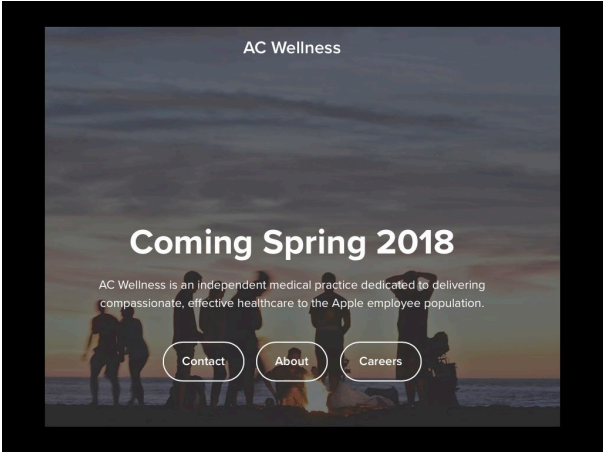 AC Wellness
Coming Spring 2018
AC Wellness is an independent medical practice dedicated to delivering
compassionate, effective healthcare to the Apple employee population.
Contact
About
Careers